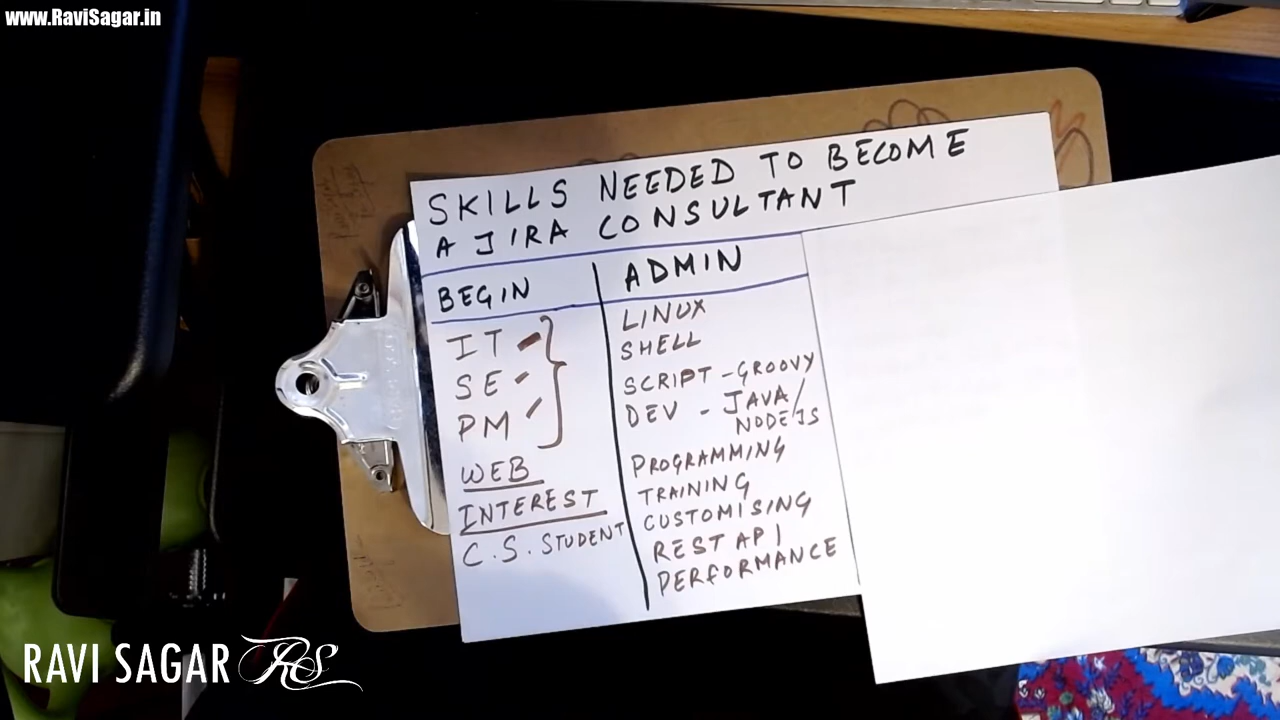 www.RaviSagar.in
SKILLS NEEDED TO BECOME
A JIRA CONSULTANT
BEGIN
IT
SE
PM
WEB
INTEREST
C.S. STUDENT
ADMIN
LINUX
SHELL
SCRIPT - GROOVY
DEV - JAVA/
NODEJS
PROGRAMMING
TRAINING
CUSTOMISING
REST API
PERFORMANCE
RAVI SAGAR RS